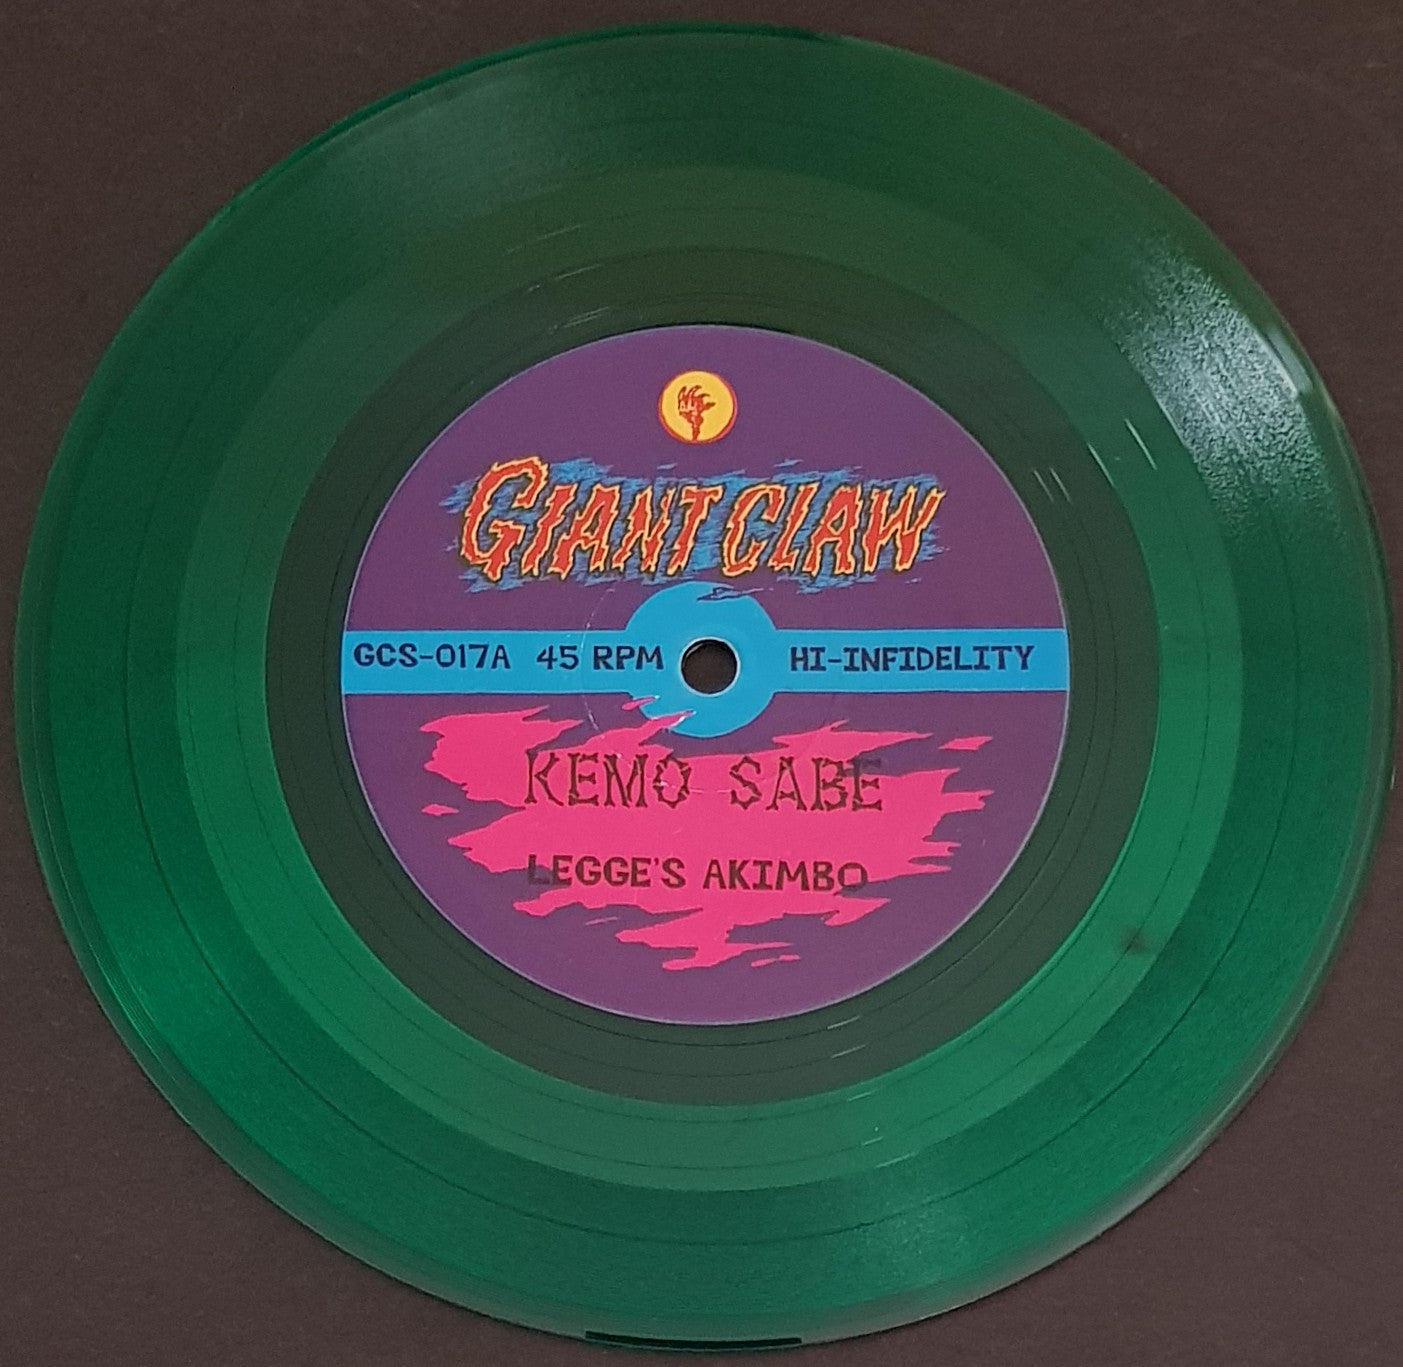 GIANT CLAW
GCS-017A 45 RPM HI-INFIDELITY
KEMO SABE
LEGGE'S AKIMBO